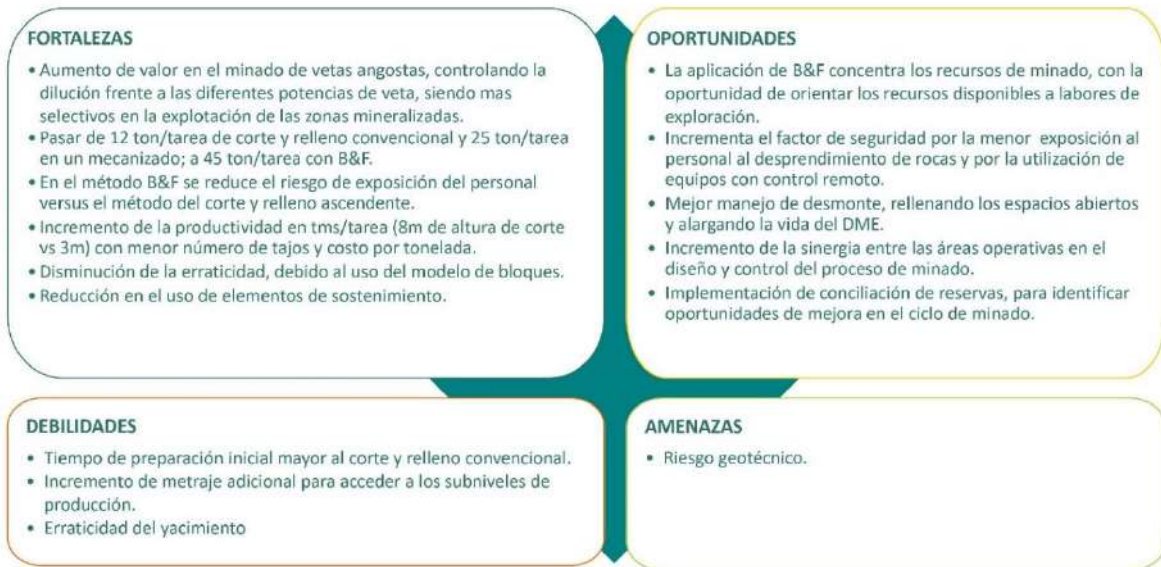 FORTALEZAS
• Aumento de valor en el minado de vetas angostas, controlando la
dilución frente a las diferentes potencias de veta, siendo mas
selectivos en la explotación de las zonas mineralizadas.
• Pasar de 12 ton/tarea de corte y relleno convencional y 25 ton/tarea
en un mecanizado; a 45 ton/tarea con B&F.
• En el método B&F se reduce el riesgo de exposición del personal
versus el método del corte y relleno ascendente.
• Incremento de la productividad en tms/tarea (8m de altura de corte
vs 3m) con menor número de tajos y costo por tonelada.
• Disminución de la erraticidad, debido al uso del modelo de bloques.
• Reducción en el uso de elementos de sostenimiento.
OPORTUNIDADES
• La aplicación de B&F concentra los recursos de minado, con la
oportunidad de orientar los recursos disponibles a labores de
exploración.
• Incrementa el factor de seguridad por la menor exposición al
personal al desprendimiento de rocas y por la utilización de
equipos con control remoto.
• Mejor manejo de desmonte, rellenando los espacios abiertos
y alargando la vida del DME.
• Incremento de la sinergia entre las áreas operativas en el
diseño y control del proceso de minado.
• Implementación de conciliación de reservas, para identificar
oportunidades de mejora en el ciclo de minado.
DEBILIDADES
• Tiempo de preparación inicial mayor al corte y relleno convencional.
• Incremento de metraje adicional para acceder a los subniveles de
producción.
• Erraticidad del yacimiento
AMENAZAS
• Riesgo geotécnico.